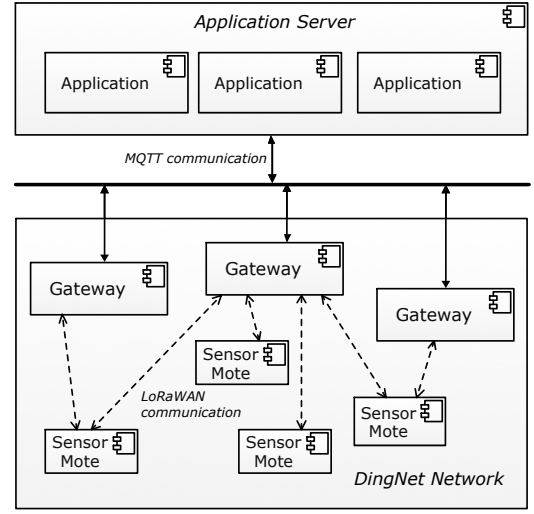 Application Server
Application
Application
Application
MQTT communication
Gateway
Gateway
Gateway
Sensor
Mote
LoRaWAN
communication
Sensor
Mote
Sensor
Mote
Sensor
Mote
DingNet Network